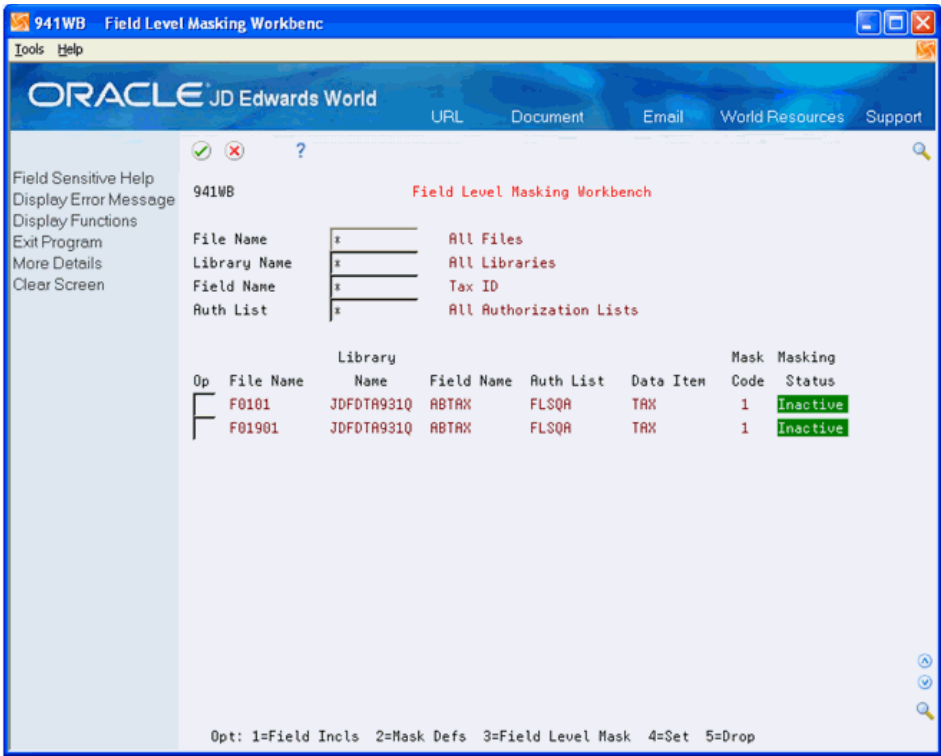 941WB Field Level Masking Workbenc
Tools Help
ORACLE JD Edwards World
URL Document Email World Resources Support
?
Field Sensitive Help
Display Error Message
Display Functions
Exit Program
More Details
Clear Screen
941WB Field Level Masking Workbench
File Name * All Files
Library Name * All Libraries
Field Name * Tax ID
Auth List * All Authorization Lists
Library Mask Masking
Op File Name Name Field Name Auth List Data Item Code Status
F0101 JDFDTA931Q ABTAX FLSQA TAX 1 Inactive
F01901 JDFDTA931Q ABTAX FLSQA TAX 1 Inactive
Opt: 1=Field Incls 2=Mask Defs 3=Field Level Mask 4=Set 5=Drop